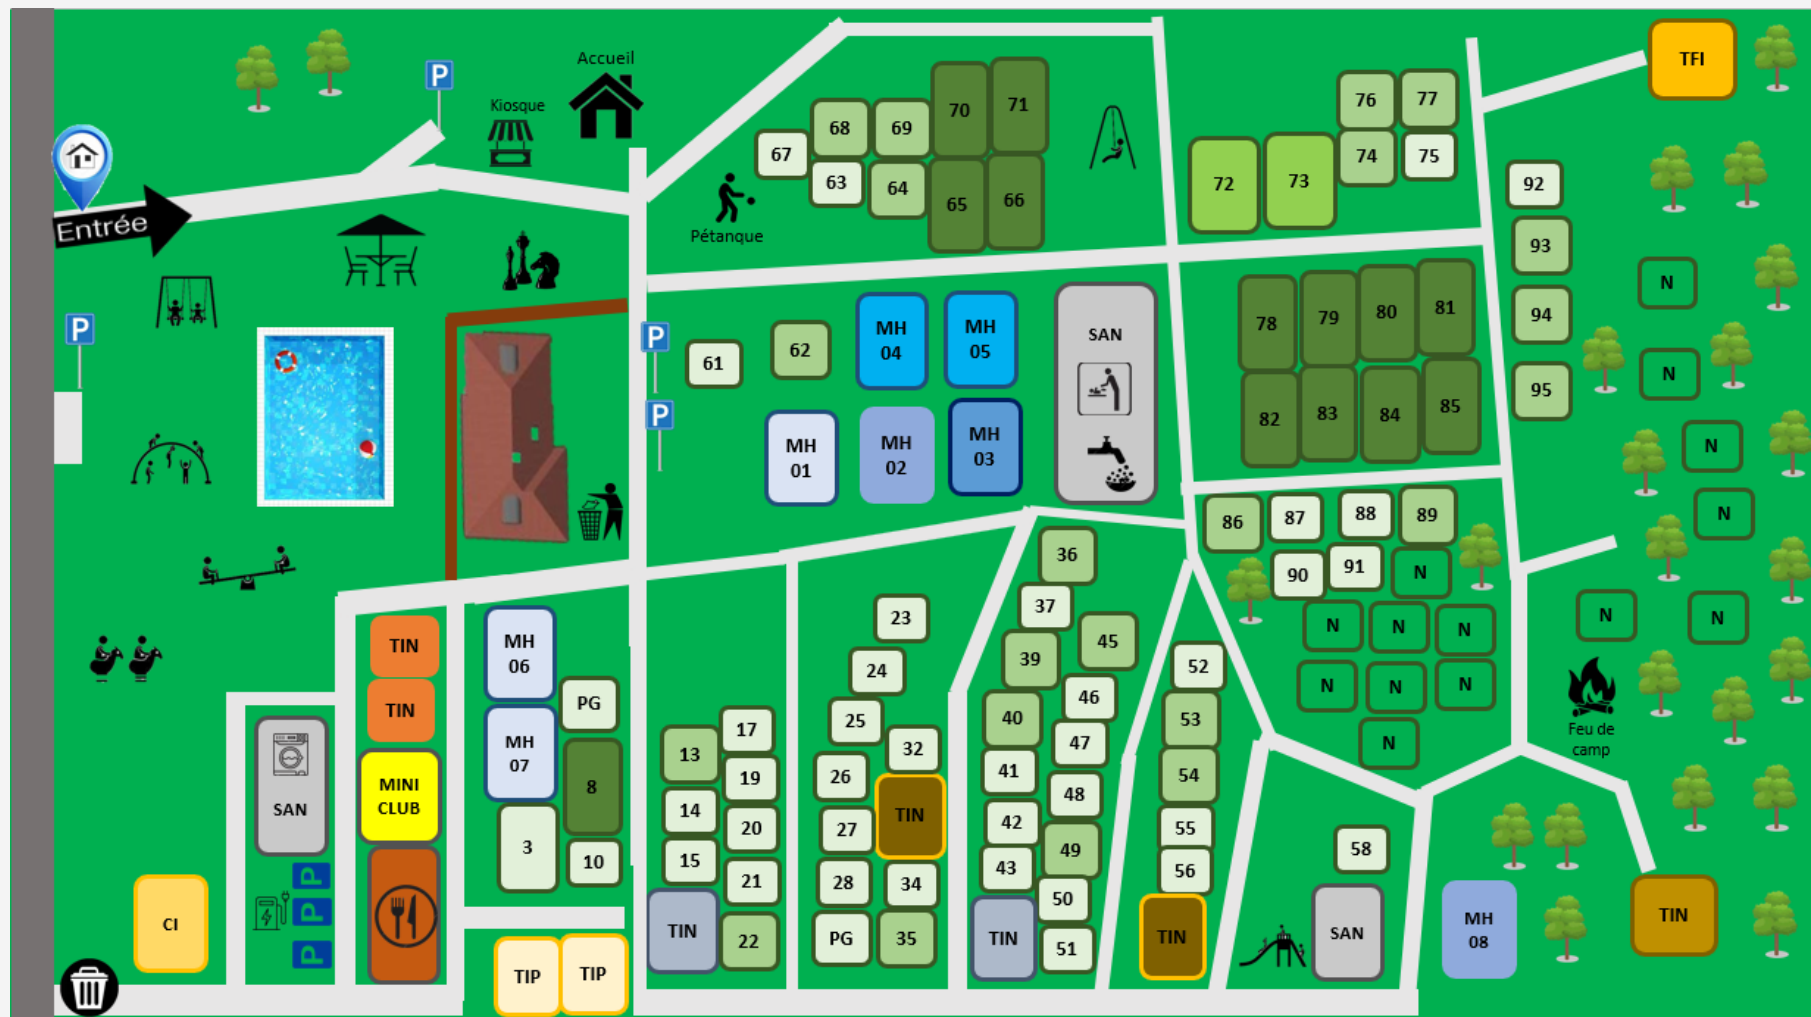 Accueil
Kiosque
P
Entrée
Pétanque
67
68
69
70
71
63
64
65
66
72
73
76
77
74
75
TFI
92
93
94
95
N
N
N
N
N
N
P
P
P
61
62
MH
04
MH
05
SAN
MH
01
MH
02
MH
03
78
79
80
81
82
83
84
85
86
87
88
89
90
91
N
N
N
N
N
N
N
N
Feu de
camp
TIN
TIN
MINI
CLUB
SAN
P
P
P
CI
MH
06
MH
07
PG
8
3
10
TIP
TIP
13
17
19
14
20
15
21
TIN
22
23
24
25
32
26
TIN
27
28
34
PG
35
36
37
45
39
46
40
47
41
48
42
49
43
50
TIN
51
52
53
54
55
56
TIN
58
SAN
MH
08
TIN